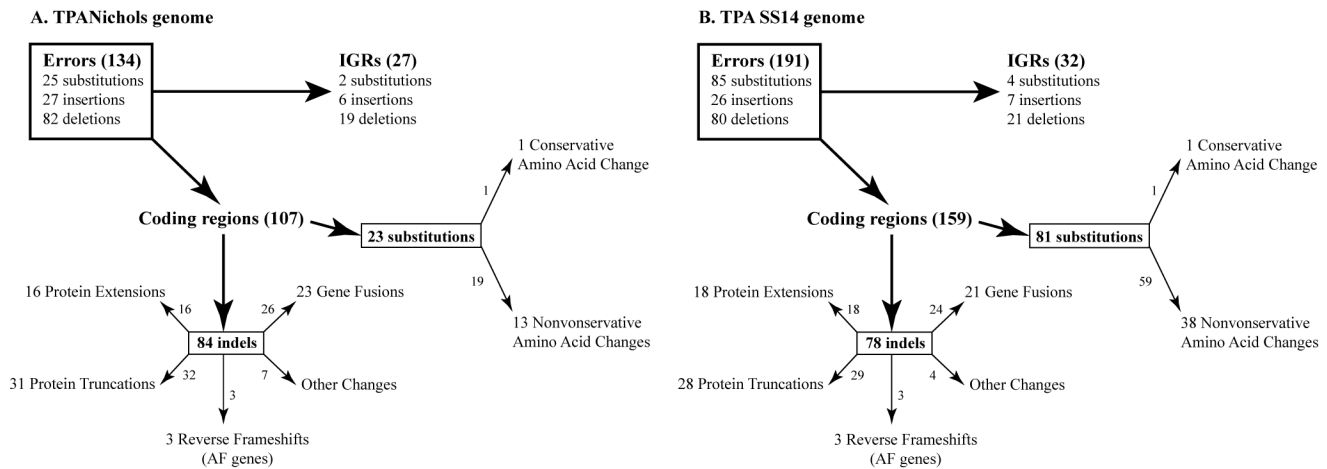 A. TPANichols genome
Errors (134)
25 substitutions
27 insertions
82 deletions
IGRs (27)
2 substitutions
6 insertions
19 deletions
1 Conservative
Amino Acid Change
1
Coding regions (107)
23 substitutions
19
13 Nonvonservative
Amino Acid Changes
16 Protein Extensions
16
26
23 Gene Fusions
84 indels
31 Protein Truncations
32
7
Other Changes
3
3 Reverse Frameshifts
(AF genes)
B. TPA SS14 genome
Errors (191)
85 substitutions
26 insertions
80 deletions
IGRs (32)
4 substitutions
7 insertions
21 deletions
1 Conservative
Amino Acid Change
1
Coding regions (159)
81 substitutions
59
38 Nonvonservative
Amino Acid Changes
18 Protein Extensions
18
24
21 Gene Fusions
78 indels
28 Protein Truncations
29
4
Other Changes
3
3 Reverse Frameshifts
(AF genes)